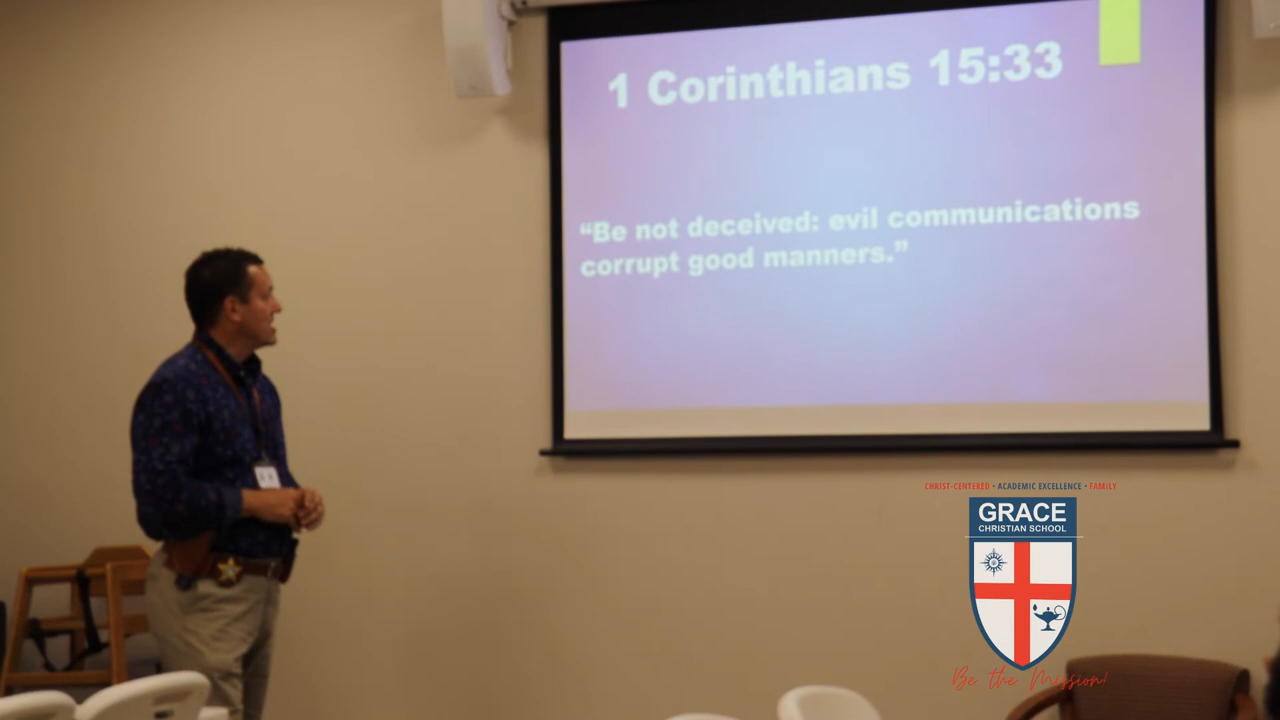 1 Corinthians 15:33
“Be not deceived: evil communications
corrupt good manners.”
CHRIST-CENTERED • ACADEMIC EXCELLENCE • FAMILY
GRACE
CHRISTIAN SCHOOL
Be the Mission!